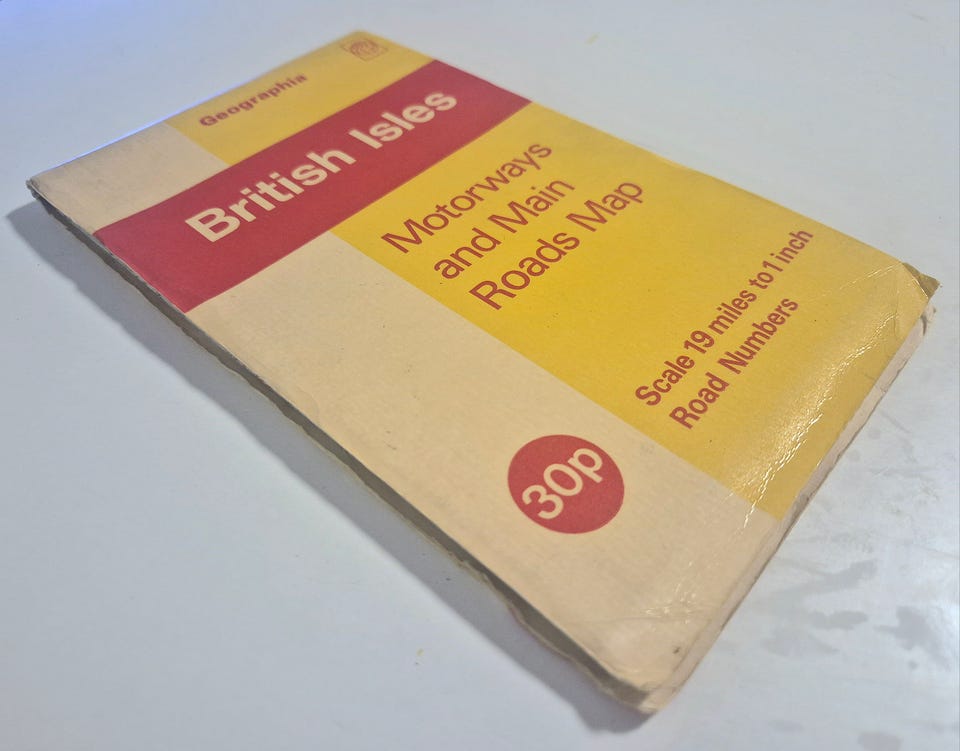 Geographia
British Isles
Motorways
and Main
Roads Map
Scale 19 miles to 1 inch
Road Numbers
30p